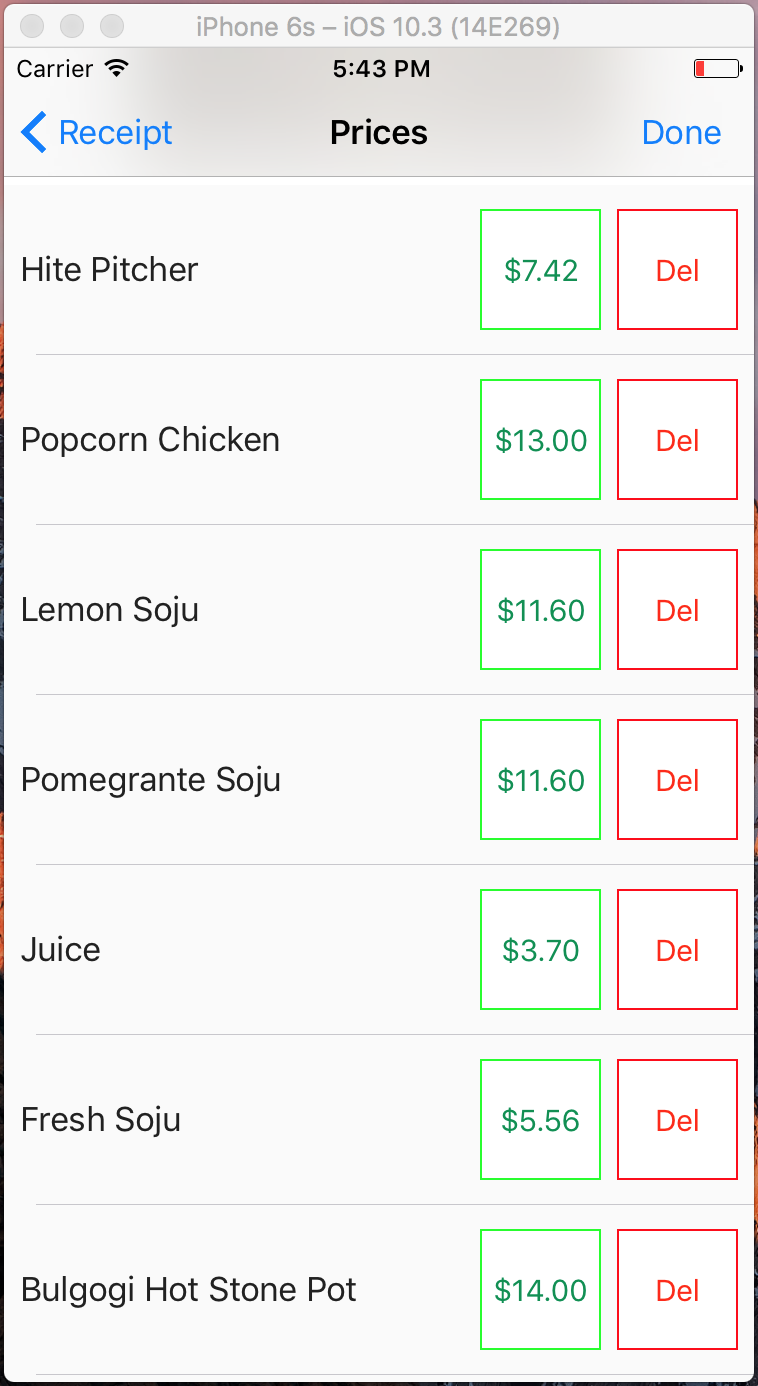 iPhone 6s – iOS 10.3 (14E269)
Carrier 5:43 PM
Receipt Prices Done
Hite Pitcher $7.42 Del
Popcorn Chicken $13.00 Del
Lemon Soju $11.60 Del
Pomegrante Soju $11.60 Del
Juice $3.70 Del
Fresh Soju $5.56 Del
Bulgogi Hot Stone Pot $14.00 Del